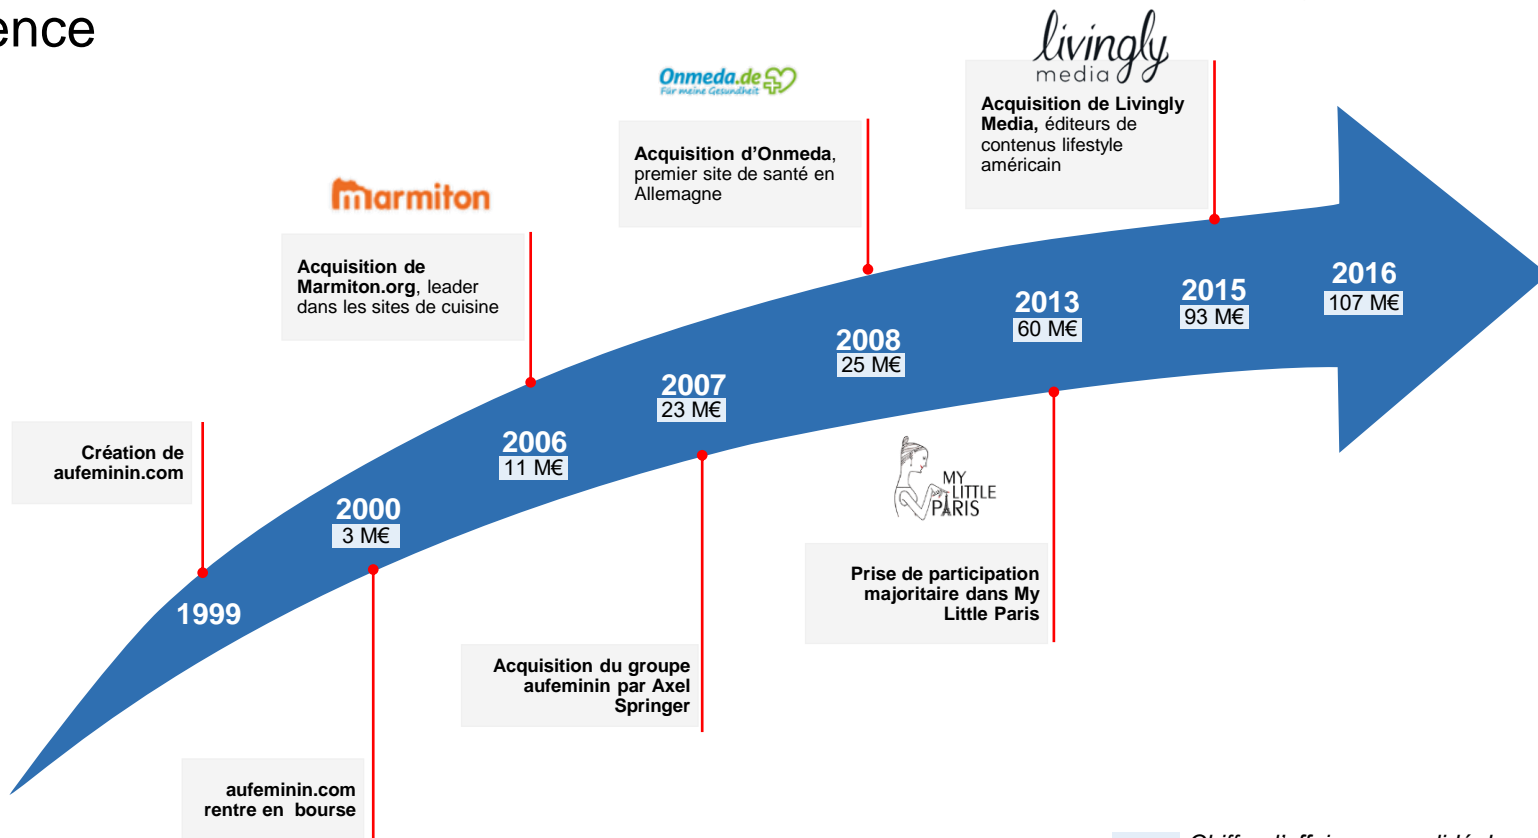 livingly
media
Onmeda.de
Für meine Gesundheit
Acquisition de Livingly
Media, éditeurs de
contenus lifestyle
américain
Acquisition d’Onmeda,
premier site de santé en
Allemagne
marmiton
Acquisition de
Marmiton.org, leader
dans les sites de cuisine
2016
107 M€
2015
93 M€
2013
60 M€
2008
25 M€
2007
23 M€
2006
11 M€
Création de
aufeminin.com
2000
3 M€
MY
LITTLE
PARIS
1999
Prise de participation
majoritaire dans My
Little Paris
Acquisition du groupe
aufeminin par Axel
Springer
aufeminin.com
rentre en bourse